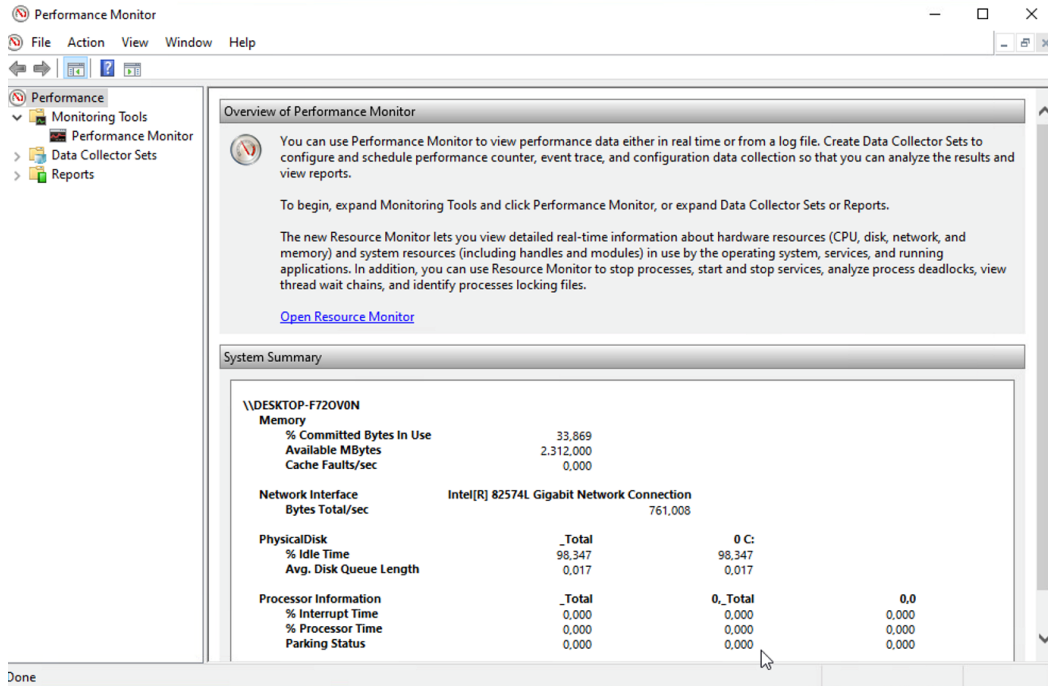 Performance Monitor
File Action View Window Help
Performance
Monitoring Tools
Performance Monitor
Data Collector Sets
Reports
Overview of Performance Monitor
You can use Performance Monitor to view performance data either in real time or from a log file. Create Data Collector Sets to
configure and schedule performance counter, event trace, and configuration data collection so that you can analyze the results and
view reports.
To begin, expand Monitoring Tools and click Performance Monitor, or expand Data Collector Sets or Reports.
The new Resource Monitor lets you view detailed real-time information about hardware resources (CPU, disk, network, and
memory) and system resources (including handles and modules) in use by the operating system, services, and running
applications. In addition, you can use Resource Monitor to stop processes, start and stop services, analyze process deadlocks, view
thread wait chains, and identify processes locking files.
Open Resource Monitor
System Summary
\\DESKTOP-F72OV0N
Memory
% Committed Bytes In Use 33,869
Available MBytes 2.312,000
Cache Faults/sec 0,000
Network Interface Intel[R] 82574L Gigabit Network Connection
Bytes Total/sec 761,008
PhysicalDisk _Total 0 C:
% Idle Time 98,347 98,347
Avg. Disk Queue Length 0,017 0,017
Processor Information _Total 0,_Total 0,0
% Interrupt Time 0,000 0,000 0,000
% Processor Time 0,000 0,000 0,000
Parking Status 0,000 0,000 0,000
Done